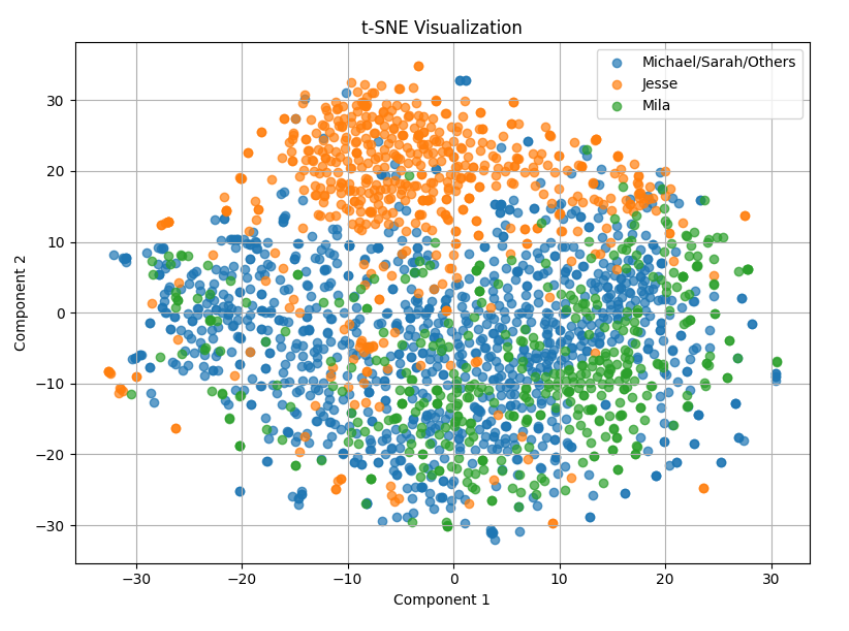 t-SNE Visualization
Michael/Sarah/Others
Jesse
Mila
30
20
10
0
−10
−20
−30
Component 2
−30
−20
−10
0
10
20
30
Component 1